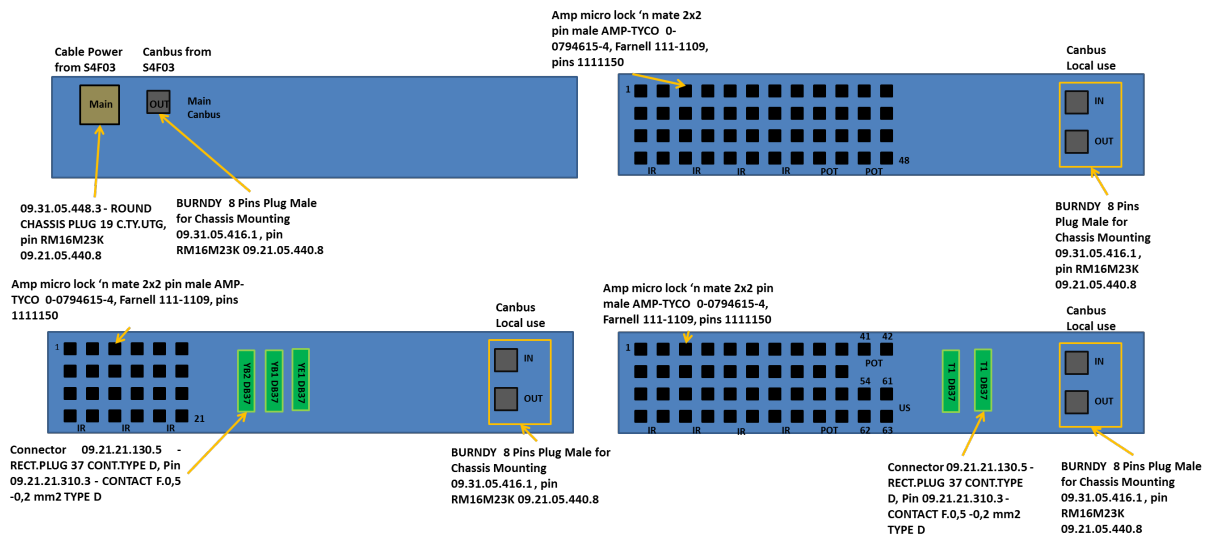 Cable Power
from S4F03
Canbus from
S4F03
Main
OUT
Main
Canbus
09.31.05.448.3 - ROUND
CHASSIS PLUG 19 C.TY.UTG,
pin RM16M23K
09.21.05.440.8
BURNDY 8 Pins Plug Male
for Chassis Mounting
09.31.05.416.1 , pin
RM16M23K 09.21.05.440.8
Amp micro lock ‘n mate 2x2
pin male AMP-TYCO 0-
0794615-4, Farnell 111-1109,
pins 1111150
Canbus
Local use
1
IN
OUT
48
IR IR IR IR POT POT
BURNDY 8 Pins
Plug Male for
Chassis Mounting
09.31.05.416.1 ,
pin RM16M23K
09.21.05.440.8
Amp micro lock ‘n mate 2x2 pin male AMP-
TYCO 0-0794615-4, Farnell 111-1109, pins
1111150
Canbus
Local use
1
YB2 DB37
YB1 DB37
YE1 DB37
IN
OUT
21
IR IR IR
Connector 09.21.21.130.5 -
RECT.PLUG 37 CONT.TYPE D, Pin
09.21.21.310.3 - CONTACT F.0,5
-0,2 mm2 TYPE D
BURNDY 8 Pins Plug Male for
Chassis Mounting
09.31.05.416.1 , pin
RM16M23K 09.21.05.440.8
Amp micro lock ‘n mate 2x2 pin
male AMP-TYCO 0-0794615-4,
Farnell 111-1109, pins 1111150
Canbus
Local use
41 42
1
POT
54 61
US
IR IR IR IR POT 62 63
T1 DB37
T1 DB37
IN
OUT
Connector 09.21.21.130.5 -
RECT.PLUG 37 CONT.TYPE
D, Pin 09.21.21.310.3 -
CONTACT F.0,5 -0,2 mm2
TYPE D
BURNDY 8 Pins Plug Male
for Chassis Mounting
09.31.05.416.1 , pin
RM16M23K
09.21.05.440.8